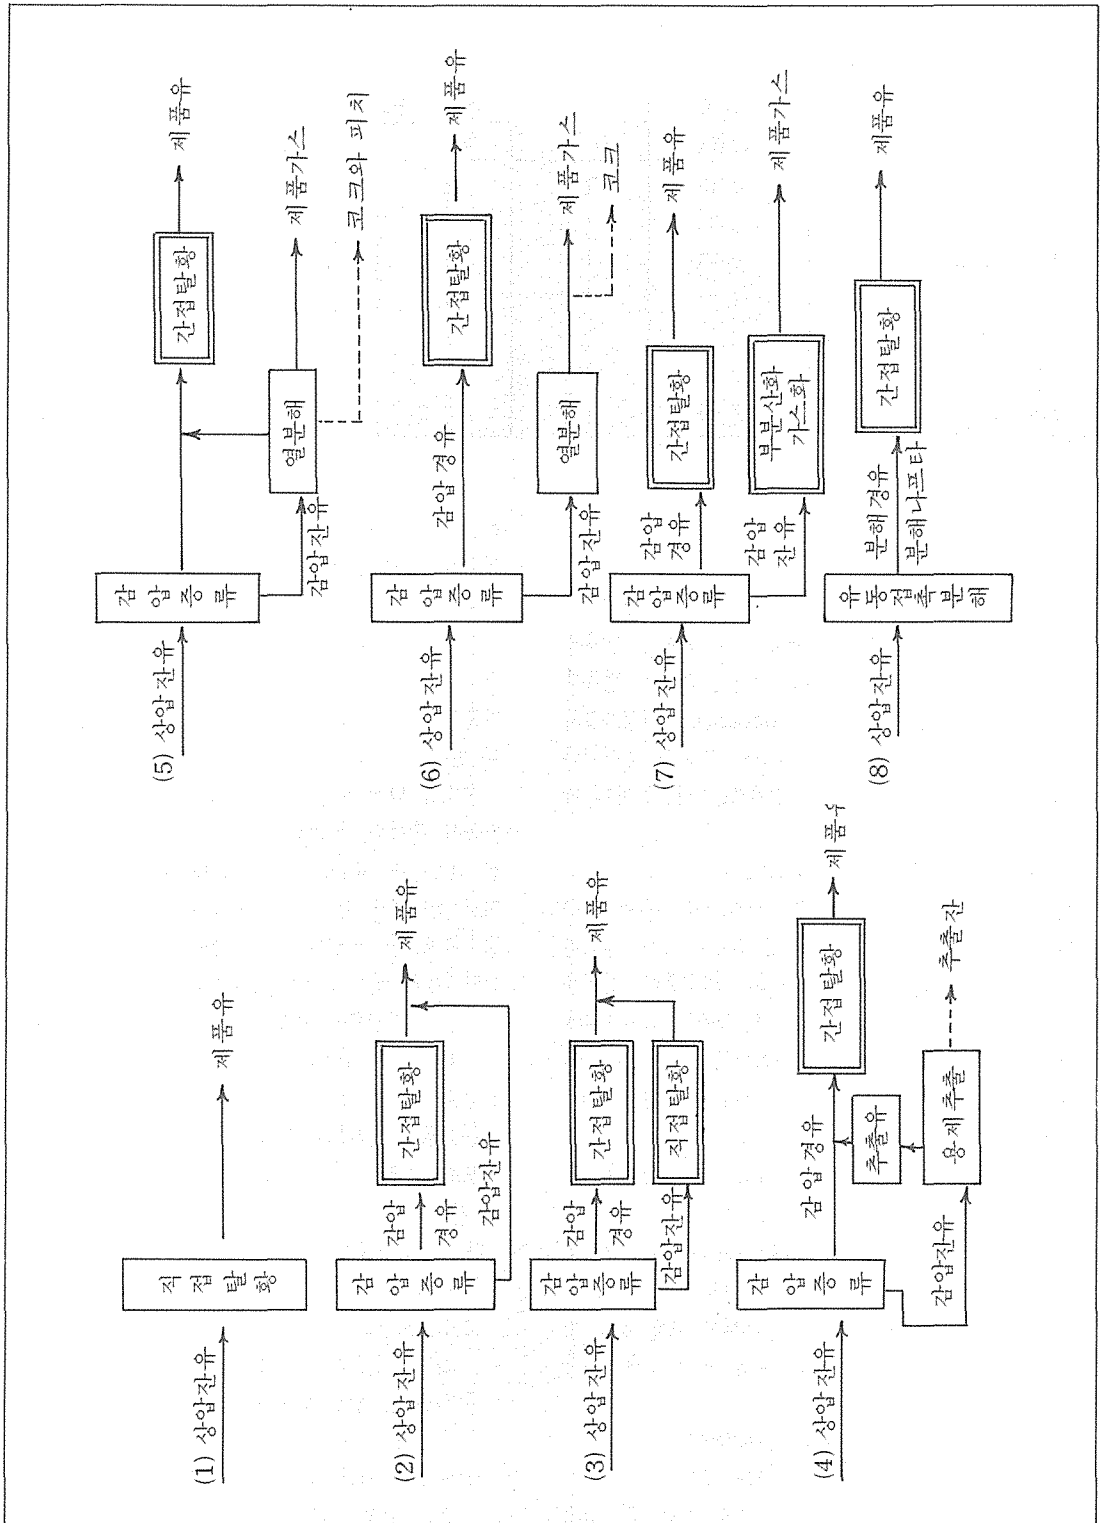 (1) 상압잔유
직접탈황
제품유
(2) 상압잔유
감압증류
감압
경유
간접탈황
제품유
감압잔유
(3) 상압잔유
감압증류
감압
경유
간접탈황
제품유
감압잔유
직접탈황
(4) 상압잔유
감압증류
감압경유
간접탈황
제품
추출유
감압잔유
용제추출
추출잔
(5) 상압잔유
감압증류
간접탈황
제품유
감압잔유
열분해
제품가스
코크와 피치
(6) 상압잔유
감압증류
감압경유
간접탈황
제품유
감압잔유
열분해
제품가스
코크
(7) 상압잔유
감압증류
감압
경유
간접탈황
제품유
감압
잔유
부분산화
가스화
제품가스
(8) 상압잔유
유동접촉분해
분해경유
분해나프타
간접탈황
제품유